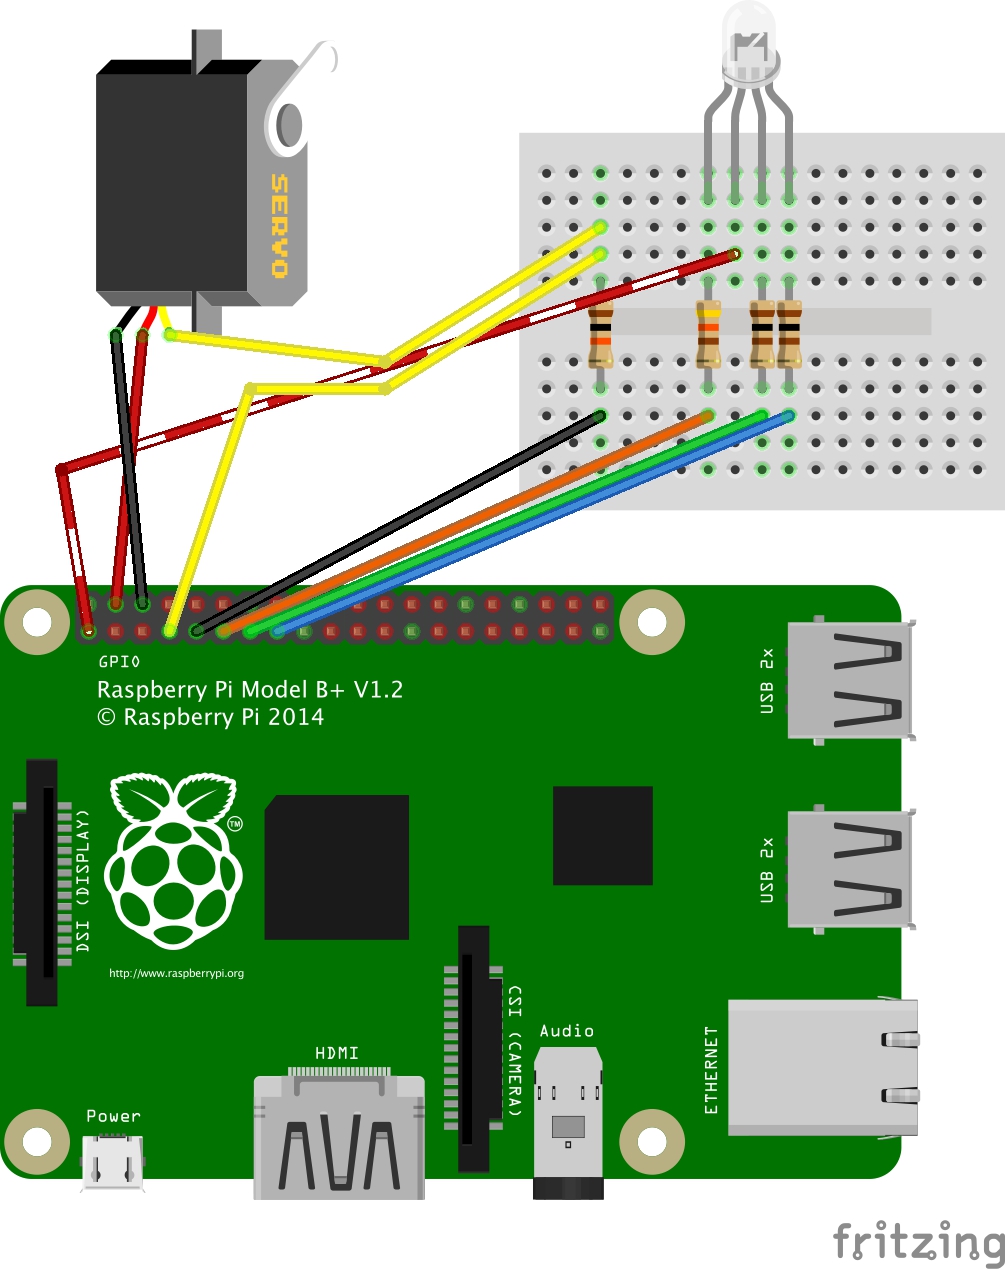 SERVO
GPIO
Raspberry Pi Model B+ V1.2
© Raspberry Pi 2014
USB 2x
DSI (DISPLAY)
TM
USB 2x
http://www.raspberrypi.org
CSI (CAMERA)
Audio
ETHERNET
HDMI
Power
fritzing